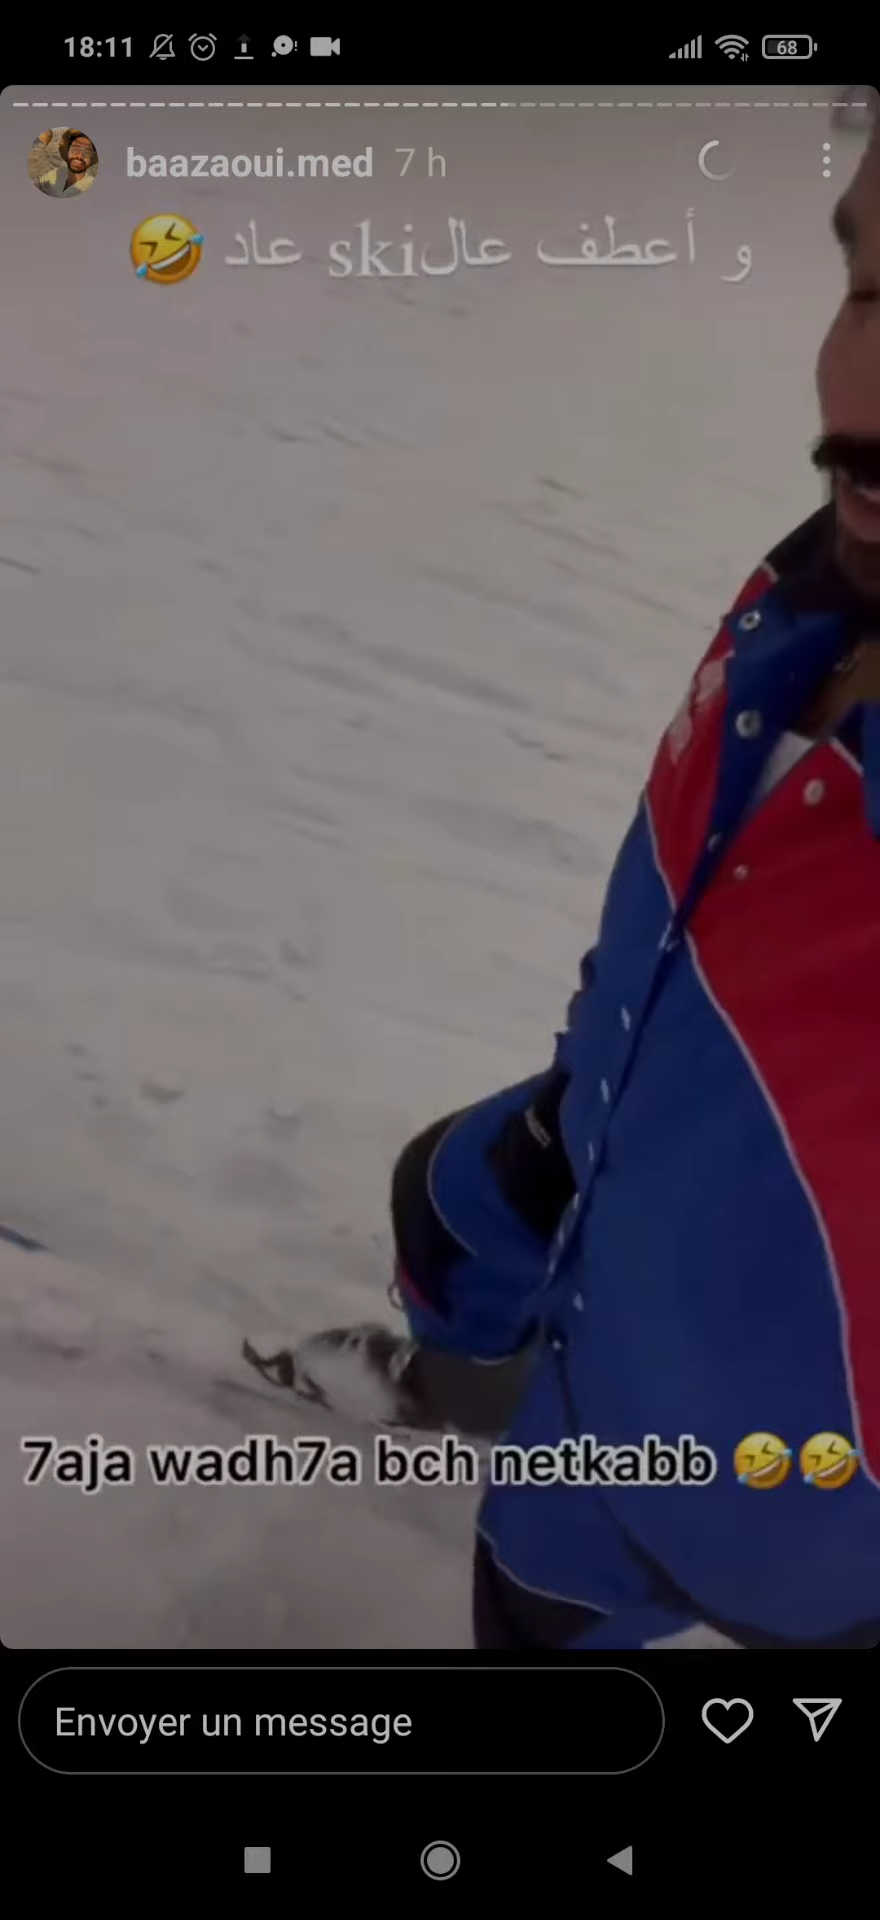 18:11
68
baazaoui.med 7 h
و أعطف عالski عاد 🤣
7aja wadh7a bch netkabb 🤣🤣
Envoyer un message